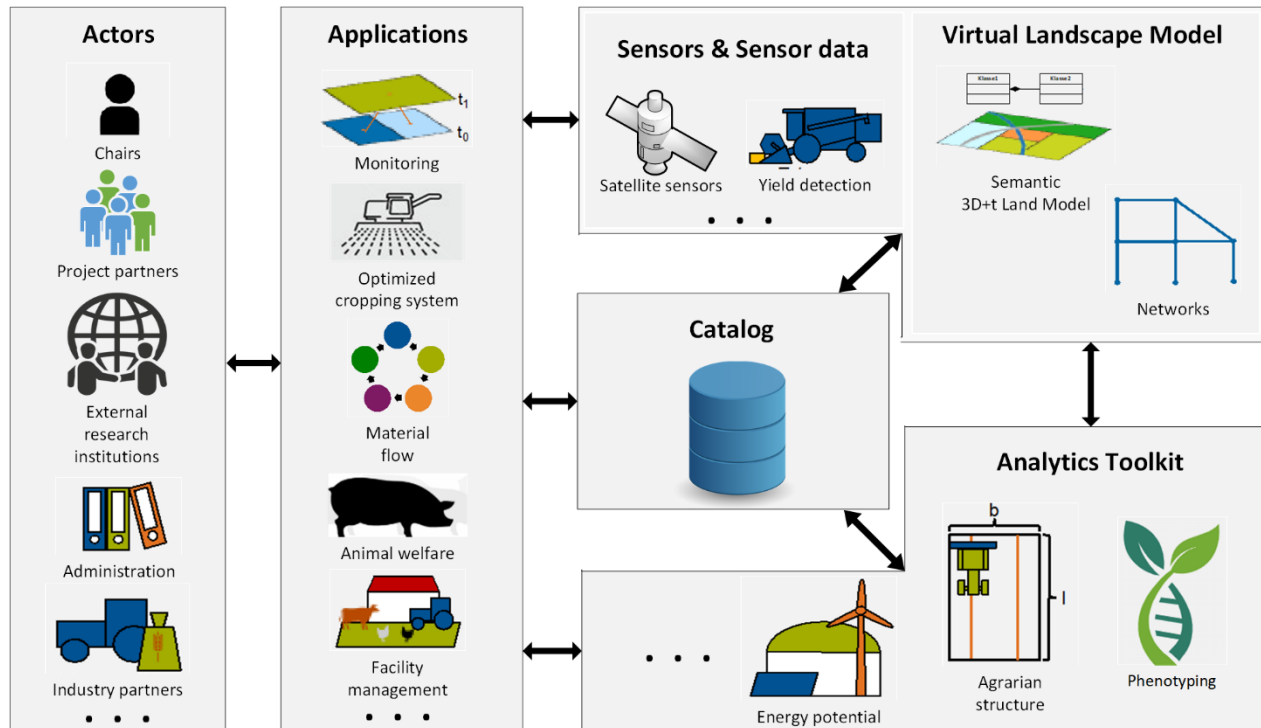 Actors
Chairs
Project partners
External
research
institutions
Administration
Industry partners
. . .
Applications
t1
t0
Monitoring
Optimized
cropping system
Material
flow
Animal welfare
Facility
management
. . .
Sensors & Sensor data
Satellite sensors
Yield detection
. . .
Virtual Landscape Model
Klasse1
Klasse2
Semantic
3D+t Land Model
Networks
Catalog
Analytics Toolkit
b
l
Agrarian
structure
Phenotyping
. . .
Energy potential